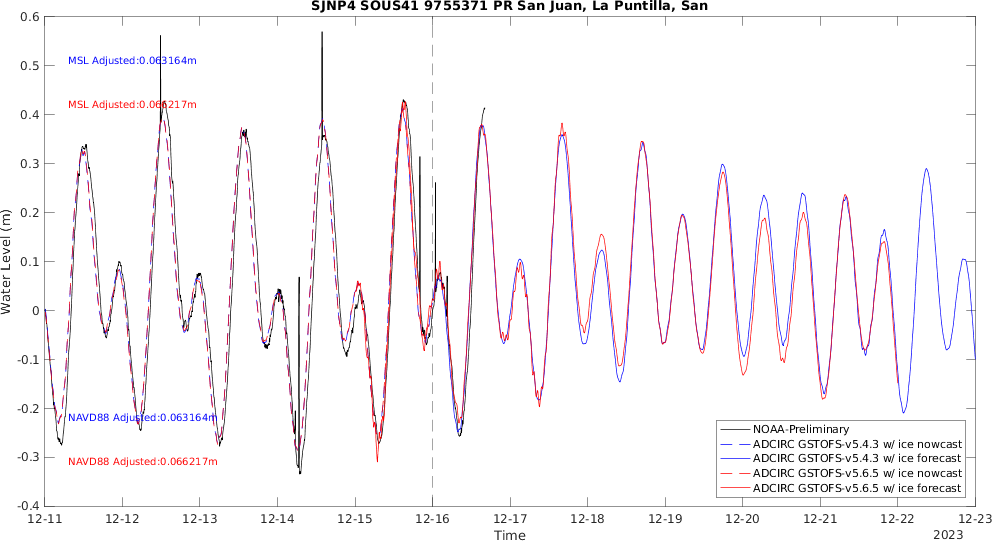 SJNP4 SOUS41 9755371 PR San Juan, La Puntilla, San
Water Level (m)
0.6
0.5
0.4
0.3
0.2
0.1
0
-0.1
-0.2
-0.3
-0.4
MSL Adjusted:0.063164m
MSL Adjusted:0.066217m
NAVD88 Adjusted:0.063164m
NAVD88 Adjusted:0.066217m
NOAA-Preliminary
ADCIRC GSTOFS-v5.4.3 w/ ice nowcast
ADCIRC GSTOFS-v5.4.3 w/ ice forecast
ADCIRC GSTOFS-v5.6.5 w/ ice nowcast
ADCIRC GSTOFS-v5.6.5 w/ ice forecast
12-11 12-12 12-13 12-14 12-15 12-16 12-17 12-18 12-19 12-20 12-21 12-22 12-23
Time
2023